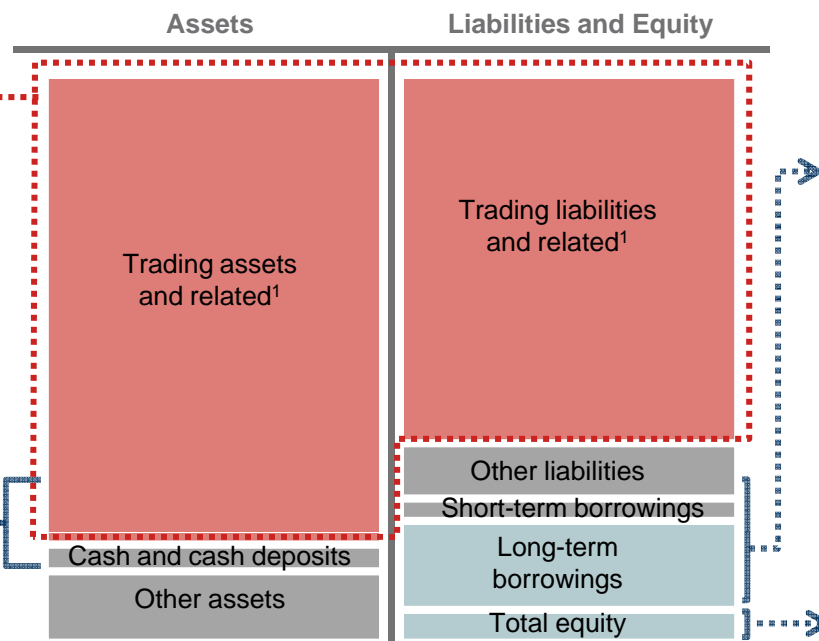 Assets
Liabilities and Equity
Trading assets
and related¹
Cash and cash deposits
Other assets
Trading liabilities
and related¹
Other liabilities
Short-term borrowings
Long-term
borrowings
Total equity